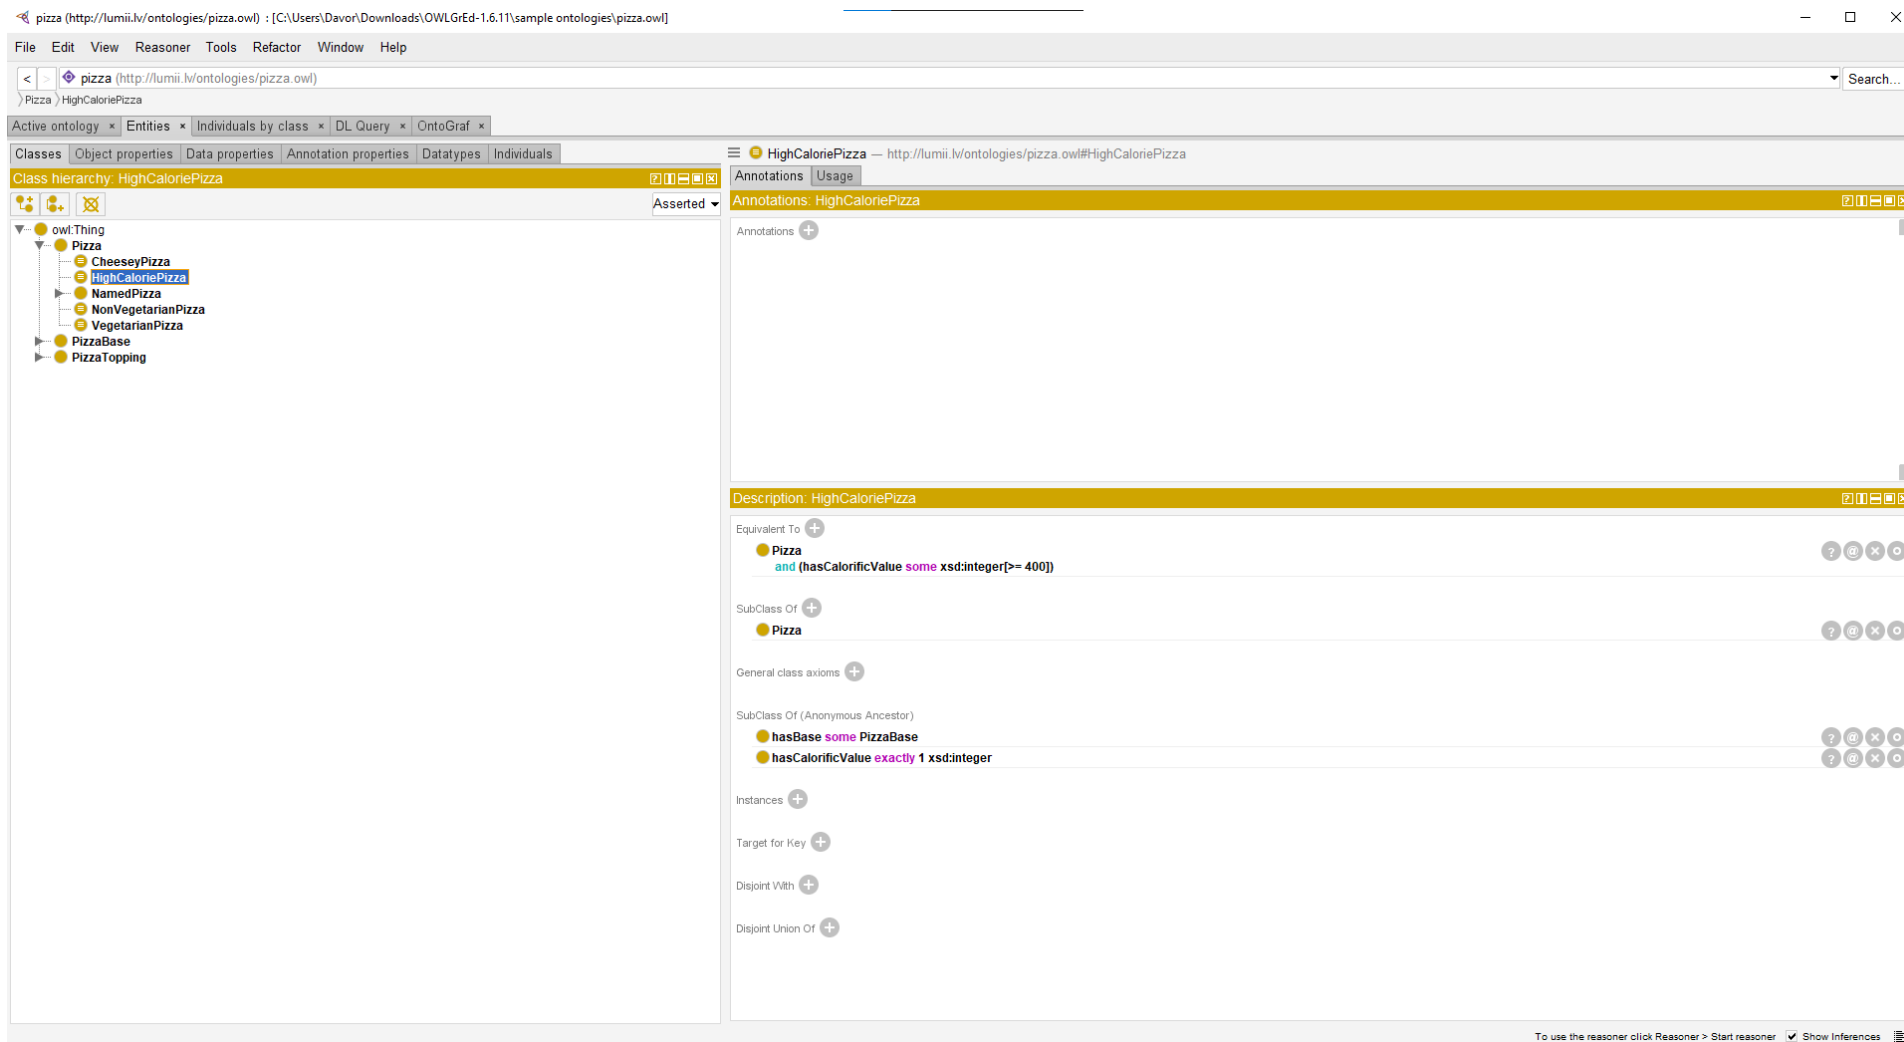 pizza (http://lumii.lv/ontologies/pizza.owl) : [C:\Users\Davor\Downloads\OWLGrEd-1.6.11\sample ontologies\pizza.owl]
File Edit View Reasoner Tools Refactor Window Help
< > pizza (http://lumii.lv/ontologies/pizza.owl) Search...
Pizza HighCaloriePizza
Active ontology × Entities × Individuals by class × DL Query × OntoGraf ×
Classes Object properties Data properties Annotation properties Datatypes Individuals
Class hierarchy: HighCaloriePizza
Asserted
owl:Thing
Pizza
CheeseyPizza
HighCaloriePizza
NamedPizza
NonVegetarianPizza
VegetarianPizza
PizzaBase
PizzaTopping
HighCaloriePizza — http://lumii.lv/ontologies/pizza.owl#HighCaloriePizza
Annotations Usage
Annotations: HighCaloriePizza
Annotations
Description: HighCaloriePizza
Equivalent To
Pizza
and (hasCalorificValue some xsd:integer[>= 400])
SubClass Of
Pizza
General class axioms
SubClass Of (Anonymous Ancestor)
hasBase some PizzaBase
hasCalorificValue exactly 1 xsd:integer
Instances
Target for Key
Disjoint With
Disjoint Union Of
To use the reasoner click Reasoner > Start reasoner Show Inferences